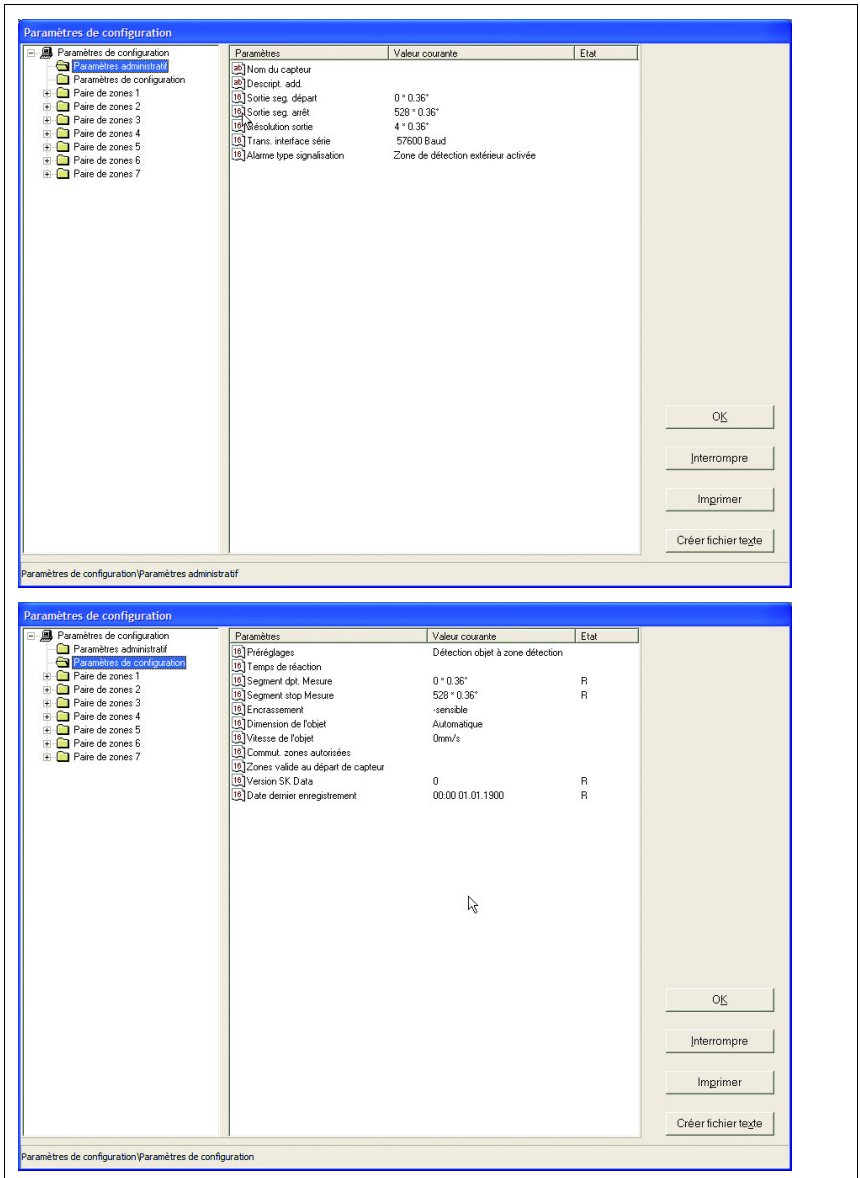 Paramètres de configuration
Paramètres de configuration
Paramètres administratif
Paramètres de configuration
Paire de zones 1
Paire de zones 2
Paire de zones 3
Paire de zones 4
Paire de zones 5
Paire de zones 6
Paire de zones 7
Paramètres Valeur courante Etat
Nom du capteur
Descript. add.
Sortie seg. départ 0 * 0.36°
Sortie seg. arrêt 528 * 0.36°
Résolution sortie 4 * 0.36°
Trans. interface série 57600 Baud
Alarme type signalisation Zone de détection extérieur activée
OK
Interrompre
Imprimer
Créer fichier texte
Paramètres de configuration\Paramètres administratif
Paramètres de configuration
Paramètres de configuration
Paramètres administratif
Paramètres de configuration
Paire de zones 1
Paire de zones 2
Paire de zones 3
Paire de zones 4
Paire de zones 5
Paire de zones 6
Paire de zones 7
Paramètres Valeur courante Etat
Préréglages Détection objet à zone détection
Temps de réaction
Segment dpt. Mesure 0 * 0.36° R
Segment stop Mesure 528 * 0.36° R
Encrassement -sensible
Dimension de l'objet Automatique
Vitesse de l'objet 0mm/s
Commut. zones autorisées
Zones valide au départ de capteur
Version SK Data 0 R
Date dernier enregistrement 00:00 01.01.1900 R
OK
Interrompre
Imprimer
Créer fichier texte
Paramètres de configuration\Paramètres de configuration